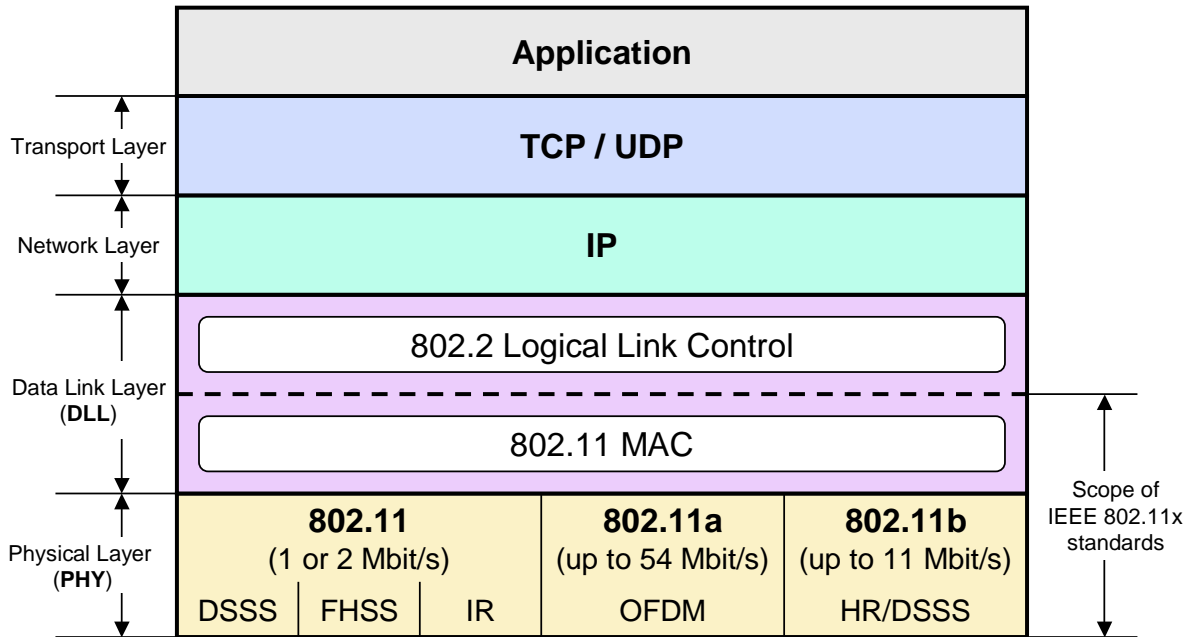 Application
Transport Layer
TCP / UDP
Network Layer
IP
Data Link Layer
(DLL)
802.2 Logical Link Control
802.11 MAC
Physical Layer
(PHY)
802.11
(1 or 2 Mbit/s)
DSSS
FHSS
IR
802.11a
(up to 54 Mbit/s)
OFDM
802.11b
(up to 11 Mbit/s)
HR/DSSS
Scope of
IEEE 802.11x
standards